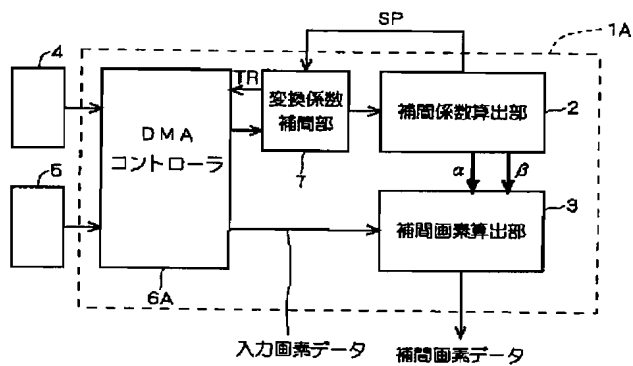 SP
1A
4
TR
変換係数
補間部
7
補間係数算出部
2
DMA
コントローラ
α
β
5
3
補間画素算出部
6A
入力画素データ
補間画素データ